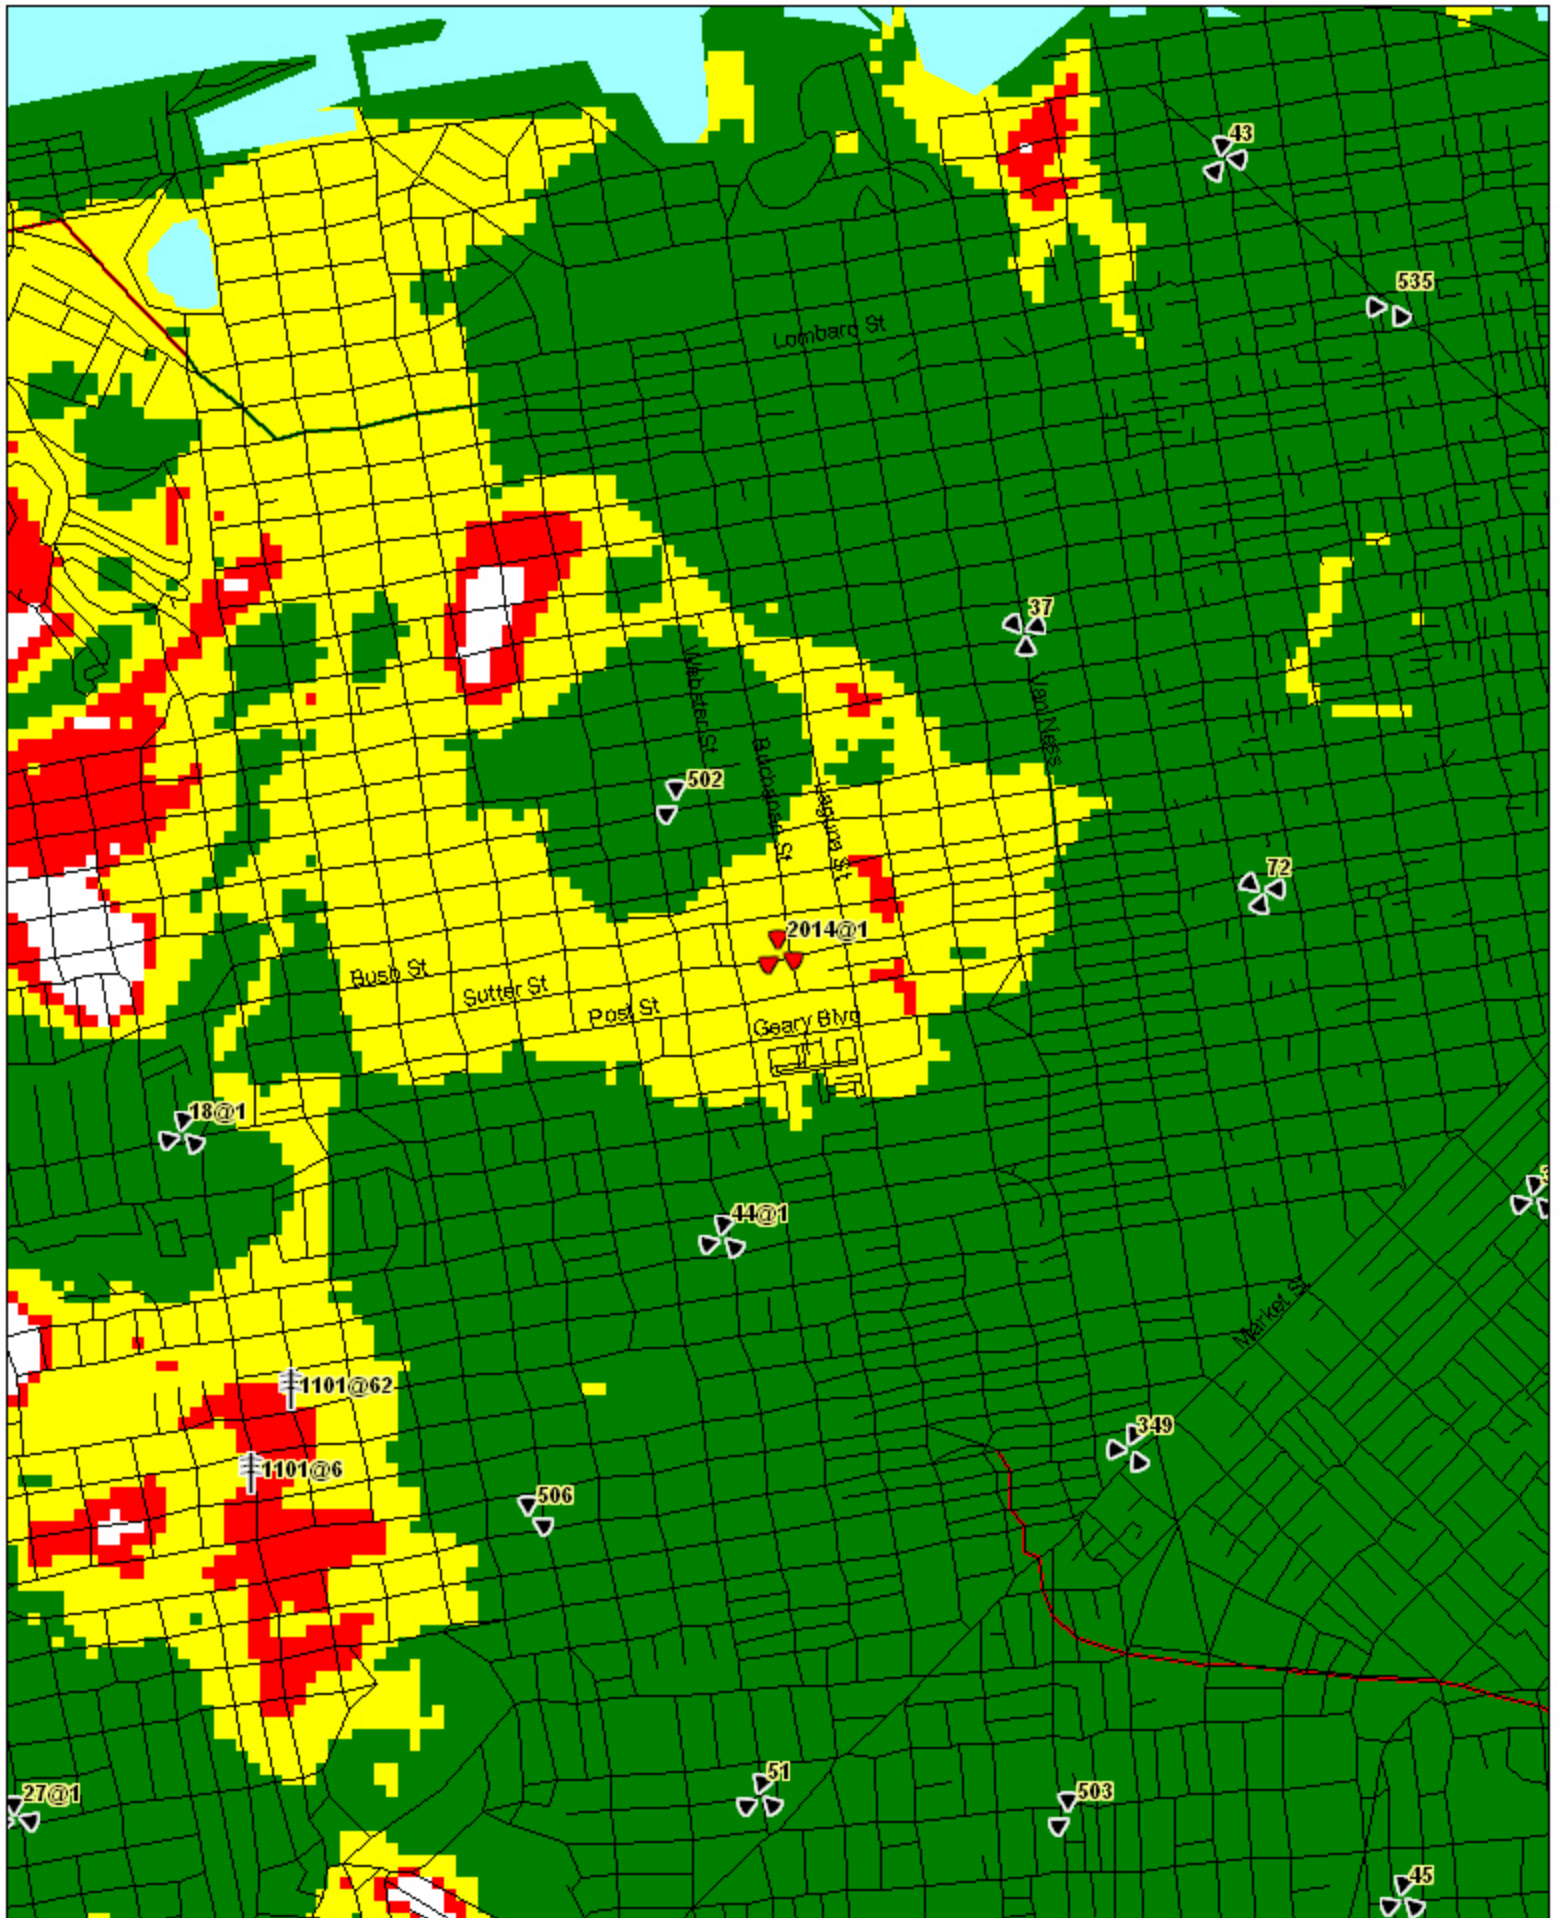 43
535
Lombard St
37
Webster St
Van Ness
Buchanan St
502
Laguna St
72
2014@1
Bush St
Sutter St
Post St
Geary Blvd
18@1
44@1
Market St
1101@62
349
1101@6
506
51
503
27@1
45